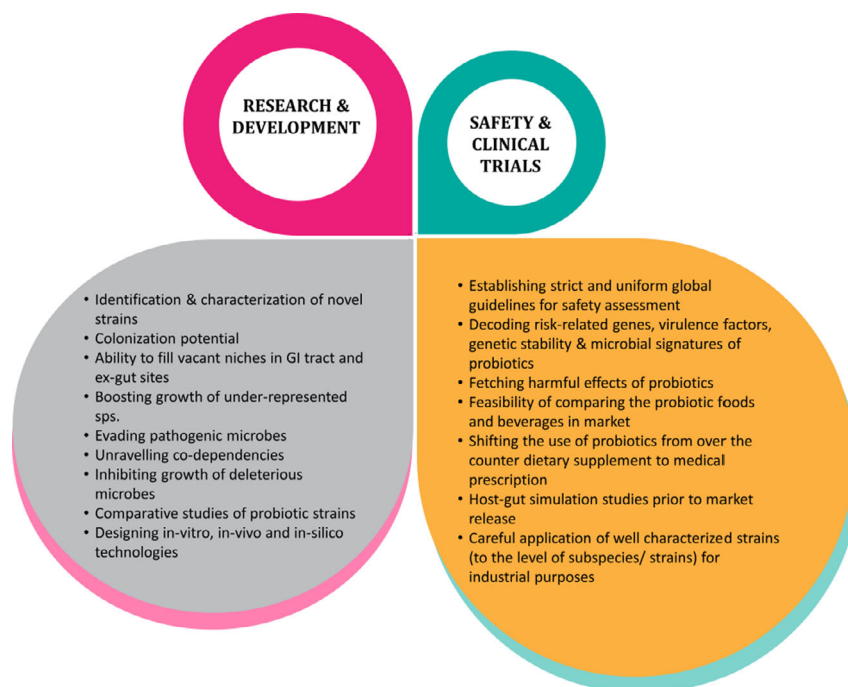 RESEARCH &
DEVELOPMENT
SAFETY &
CLINICAL
TRIALS
• Identification & characterization of novel
strains
• Colonization potential
• Ability to fill vacant niches in GI tract and
ex-gut sites
• Boosting growth of under-represented
sps.
• Evading pathogenic microbes
• Unravelling co-dependencies
• Inhibiting growth of deleterious
microbes
• Comparative studies of probiotic strains
• Designing in-vitro, in-vivo and in-silico
technologies
• Establishing strict and uniform global
guidelines for safety assessment
• Decoding risk-related genes, virulence factors,
genetic stability & microbial signatures of
probiotics
• Fetching harmful effects of probiotics
• Feasibility of comparing the probiotic foods
and beverages in market
• Shifting the use of probiotics from over the
counter dietary supplement to medical
prescription
• Host-gut simulation studies prior to market
release
• Careful application of well characterized strains
(to the level of subspecies/ strains) for
industrial purposes